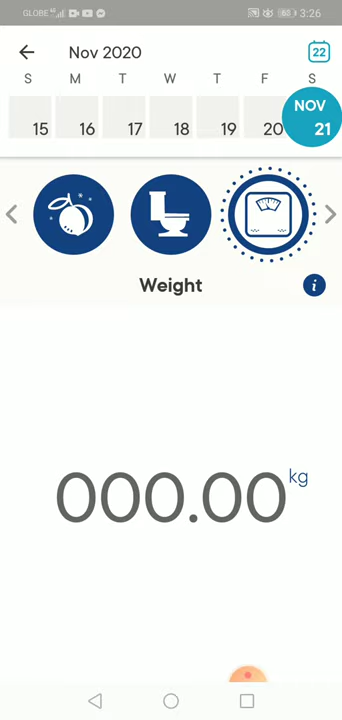 GLOBE 3:26
Nov 2020 22
S M T W T F S
15 16 17 18 19 20 NOV 21
Weight i
000.00 kg